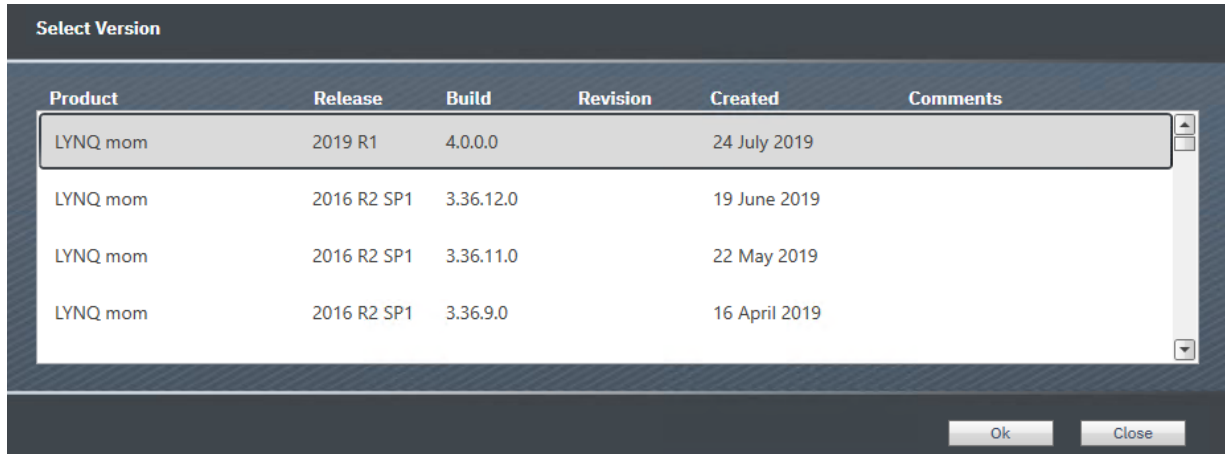 Select Version
Product Release Build Revision Created Comments
LYNQ mom 2019 R1 4.0.0.0 24 July 2019
LYNQ mom 2016 R2 SP1 3.36.12.0 19 June 2019
LYNQ mom 2016 R2 SP1 3.36.11.0 22 May 2019
LYNQ mom 2016 R2 SP1 3.36.9.0 16 April 2019
Ok Close